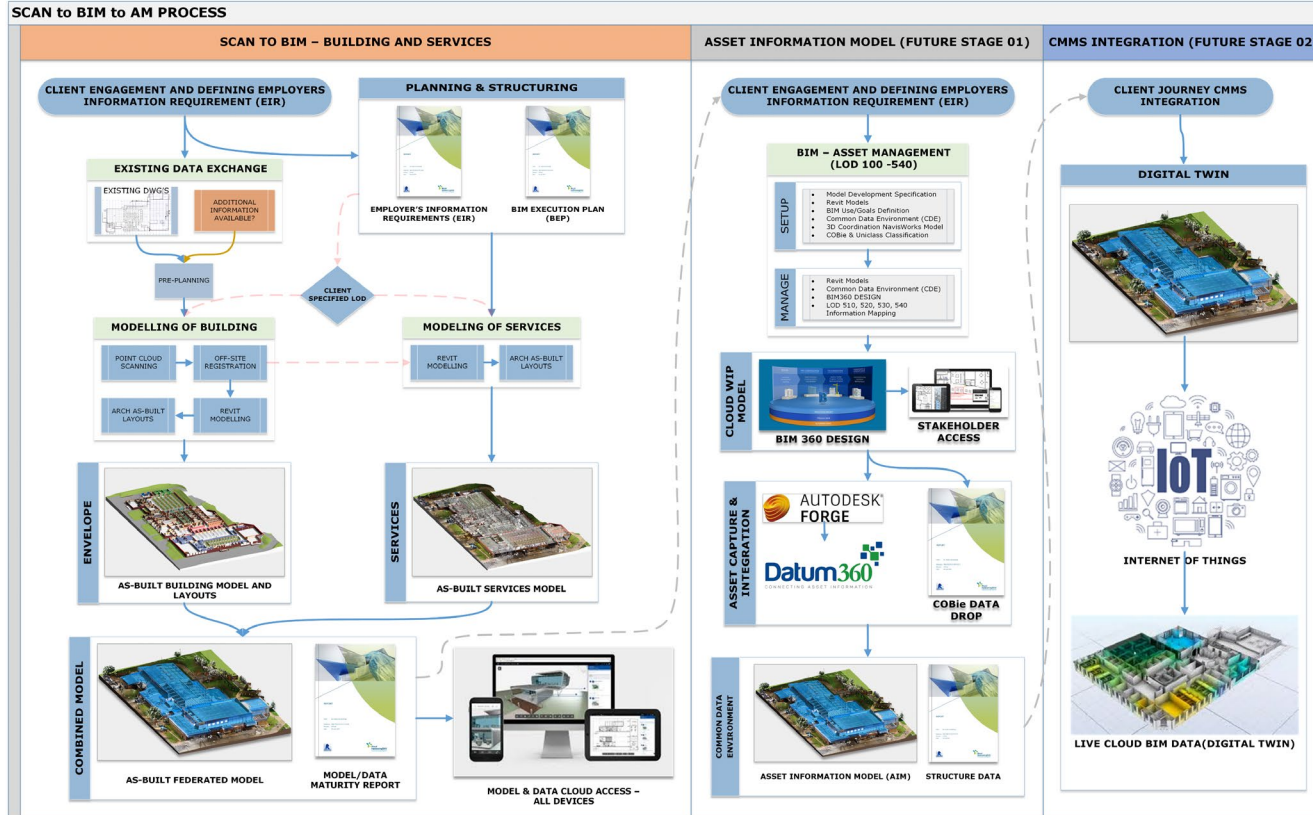 SCAN to BIM to AM PROCESS
SCAN TO BIM – BUILDING AND SERVICES
CLIENT ENGAGEMENT AND DEFINING EMPLOYERS
INFORMATION REQUIREMENT (EIR)
PLANNING & STRUCTURING
EMPLOYER'S INFORMATION
REQUIREMENTS (EIR)
BIM EXECUTION PLAN
(BEP)
EXISTING DATA EXCHANGE
EXISTING DWG'S
ADDITIONAL
INFORMATION
AVAILABLE?
PRE-PLANNING
CLIENT
SPECIFIED LOD
MODELLING OF BUILDING
POINT CLOUD
SCANNING
OFF-SITE
REGISTRATION
ARCH AS-BUILT
LAYOUTS
REVIT
MODELLING
MODELING OF SERVICES
REVIT
MODELLING
ARCH AS-BUILT
LAYOUTS
ENVELOPE
AS-BUILT BUILDING MODEL AND
LAYOUTS
SERVICES
AS-BUILT SERVICES MODEL
COMBINED MODEL
AS-BUILT FEDERATED MODEL
MODEL/DATA
MATURITY REPORT
MODEL & DATA CLOUD ACCESS –
ALL DEVICES
ASSET INFORMATION MODEL (FUTURE STAGE 01)
CLIENT ENGAGEMENT AND DEFINING EMPLOYERS
INFORMATION REQUIREMENT (EIR)
BIM – ASSET MANAGEMENT
(LOD 100 -540)
SETUP
• Model Development Specification
• Revit Models
• BIM Use/Goals Definition
• Common Data Environment (CDE)
• 3D Coordination NavisWorks Model
• COBie & Uniclass Classification
MANAGE
• Revit Models
• Common Data Environment (CDE)
• BIM360 DESIGN
• LOD 510, 520, 530, 540
Information Mapping
CLOUD WIP
MODEL
BIM 360 DESIGN
STAKEHOLDER
ACCESS
ASSET CAPTURE &
INTEGRATION
AUTODESK
FORGE
Datum360
CONNECTING ASSET INFORMATION
COBie DATA
DROP
COMMON DATA
ENVIRONMENT
ASSET INFORMATION MODEL (AIM)
STRUCTURE DATA
CMMS INTEGRATION (FUTURE STAGE 02
CLIENT JOURNEY CMMS
INTEGRATION
DIGITAL TWIN
IoT
INTERNET OF THINGS
LIVE CLOUD BIM DATA(DIGITAL TWIN)